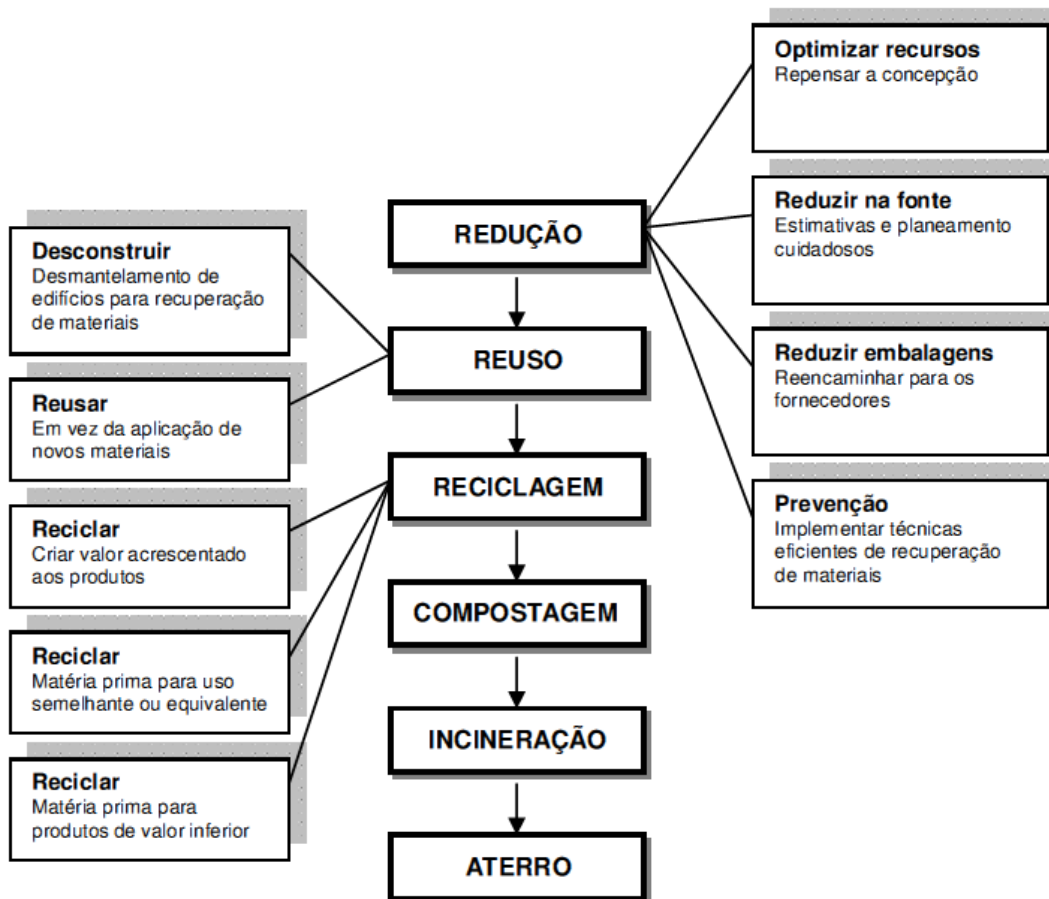 Optimizar recursos
Repensar a concepção
REDUÇÃO
Reduzir na fonte
Estimativas e planeamento
cuidadosos
Desconstruir
Desmantelamento de
edifícios para recuperação
de materiais
REUSO
Reduzir embalagens
Reencaminhar para os
fornecedores
Reusar
Em vez da aplicação de
novos materiais
RECICLAGEM
Prevenção
Implementar técnicas
eficientes de recuperação
de materiais
Reciclar
Criar valor acrescentado
aos produtos
COMPOSTAGEM
Reciclar
Matéria prima para uso
semelhante ou equivalente
INCINERAÇÃO
Reciclar
Matéria prima para
produtos de valor inferior
ATERRO